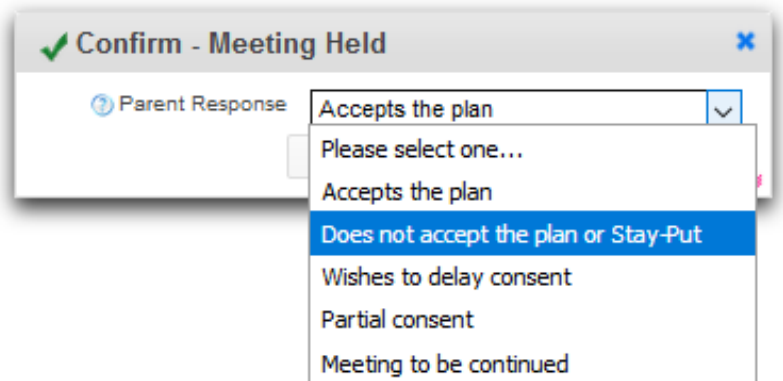 Confirm - Meeting Held
Parent Response
Accepts the plan
Please select one...
Accepts the plan
Does not accept the plan or Stay-Put
Wishes to delay consent
Partial consent
Meeting to be continued